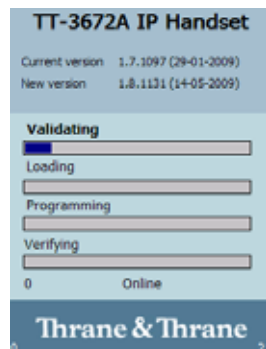 TT-3672A IP Handset
Current version 1.7.1097 (29-01-2009)
New version 1.8.1131 (14-05-2009)
Validating
Loading
Programming
Verifying
0 Online
Thrane & Thrane